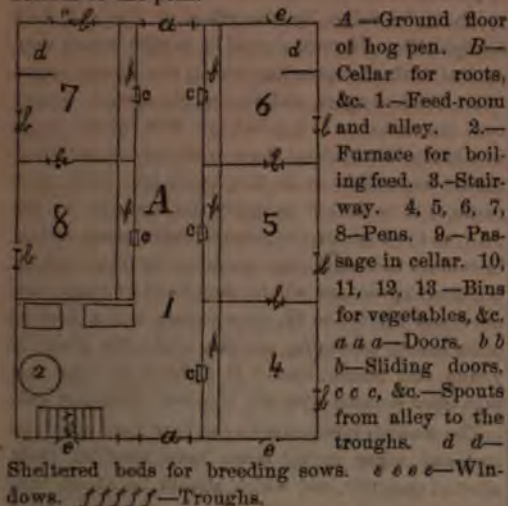 A—Ground floor
of hog pen. B—
Cellar for roots,
&c. 1.—Feed-room
and alley. 2.—
Furnace for boil-
ing feed. 3.—Stair-
way. 4, 5, 6, 7,
8—Pens. 9.—Pas-
sage in cellar. 10,
11, 12, 13—Bins
for vegetables, &c.
a a a—Doors. b b
b—Sliding doors.
c c c, &c.—Spouts
from alley to the
troughs. d d—
Sheltered beds for breeding sows. e e e e—Win-
dows. f f f f f—Troughs.
b a e
d d
f c c f
7 6
b b
b b
f A f
8 c c 5
b b
1 b
f
2 c 4
b
e a e